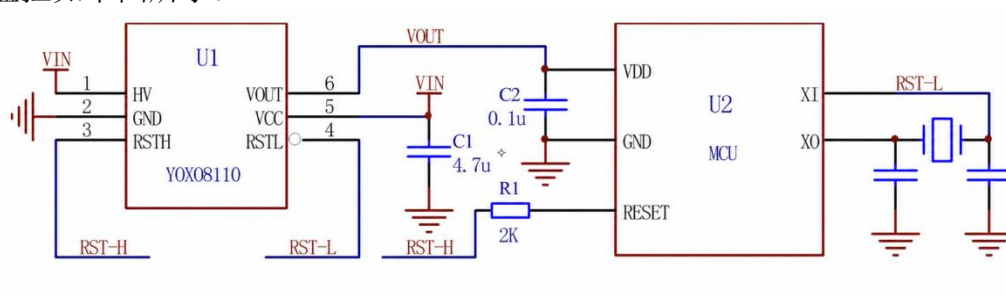 VOUT
VIN
U1
1
HV
VOUT
6
VIN
VDD
RST-L
2
GND
VCC
5
C2
0.1u
U2
XI
3
RSTH
RSTL
4
C1
4.7u
GND
MCU
XO
YOXO8110
R1
RST-H
RST-L
RST-H
2K
RESET